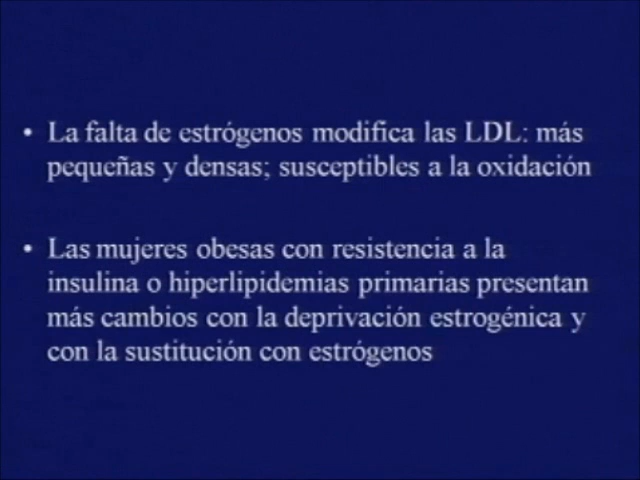 • La falta de estrógenos modifica las LDL: más
pequeñas y densas; susceptibles a la oxidación
• Las mujeres obesas con resistencia a la
insulina o hiperlipidemias primarias presentan
más cambios con la deprivación estrogénica y
con la sustitución con estrógenos